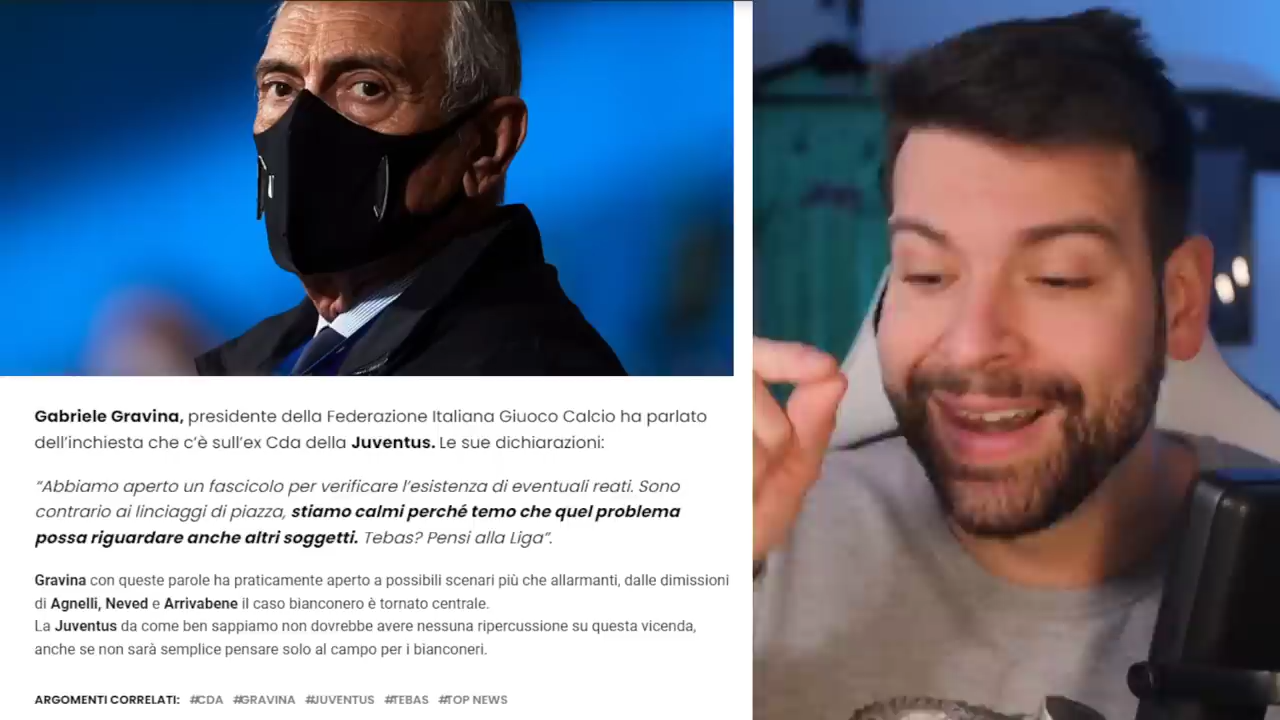 Gabriele Gravina, presidente della Federazione Italiana Giuoco Calcio ha parlato
dell’inchiesta che c’è sull’ex Cda della Juventus. Le sue dichiarazioni:
“Abbiamo aperto un fascicolo per verificare l’esistenza di eventuali reati. Sono
contrario ai linciaggi di piazza, stiamo calmi perché temo che quel problema
possa riguardare anche altri soggetti. Tebas? Pensi alla Liga”.
Gravina con queste parole ha praticamente aperto a possibili scenari più che allarmanti, dalle dimissioni
di Agnelli, Neved e Arrivabene il caso bianconero è tornato centrale.
La Juventus da come ben sappiamo non dovrebbe avere nessuna ripercussione su questa vicenda,
anche se non sarà semplice pensare solo al campo per i bianconeri.
ARGOMENTI CORRELATI: #CDA #GRAVINA #JUVENTUS #TEBAS #TOP NEWS